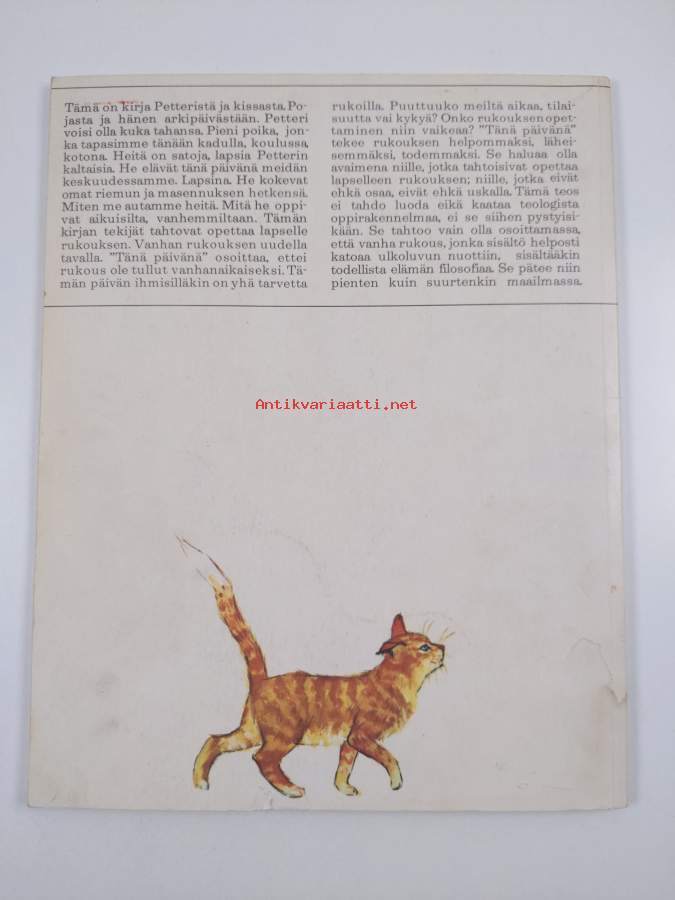 Tämä on kirja Petteristä ja kissasta. Po-
jasta ja hänen arkipäivästään. Petteri
voisi olla kuka tahansa. Pieni poika, jon-
ka tapasimme tänään kadulla, koulussa,
kotona. Heitä on satoja, lapsia Petterin
kaltaisia. He elävät tänä päivänä meidän
keskuudessamme. Lapsina. He kokevat
omat riemun ja masennuksen hetkensä.
Miten me autamme heitä. Mitä he oppi-
vat aikuisilta, vanhemmiltaan. Tämän
kirjan tekijät tahtovat opettaa lapselle
rukouksen. Vanhan rukouksen uudella
tavalla. "Tänä päivänä" osoittaa, ettei
rukous ole tullut vanhanaikaiseksi. Tä-
män päivän ihmisilläkin on yhä tarvetta
rukoilla. Puuttuuko meiltä aikaa, tilai-
suutta vai kykyä? Onko rukouksen opet-
taminen niin vaikeaa? "Tänä päivänä"
tekee rukouksen helpommaksi, lähei-
semmäksi, todemmaksi. Se haluaa olla
avaimena niille, jotka tahtoisivat opettaa
lapselleen rukouksen; niille, jotka eivät
ehkä osaa, eivät ehkä uskalla. Tämä teos
ei tahdo luoda eikä kaataa teologista
oppirakennelmaa, ei se siihen pystyisi-
kään. Se tahtoo vain olla osoittamassa,
että vanha rukous, jonka sisältö helposti
katoaa ulkoluvun nuottiin, sisältääkin
todellista elämän filosofiaa. Se pätee niin
pienten kuin suurtenkin maailmassa.
Antikvariaatti.net